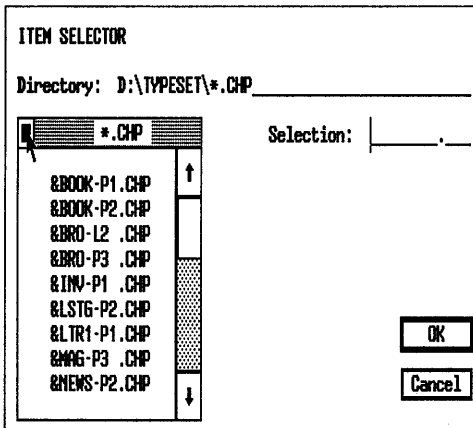 ITEM SELECTOR
Directory: D:\TYPESET\*.CHP
*.CHP
Selection: .
&BOOK-P1.CHP
&BOOK-P2.CHP
&BRO-L2 .CHP
&BRO-P3 .CHP
&INV-P1 .CHP
&LSTG-P2.CHP
&LTR1-P1.CHP
&MAG-P3 .CHP
&NEWS-P2.CHP
OK
Cancel